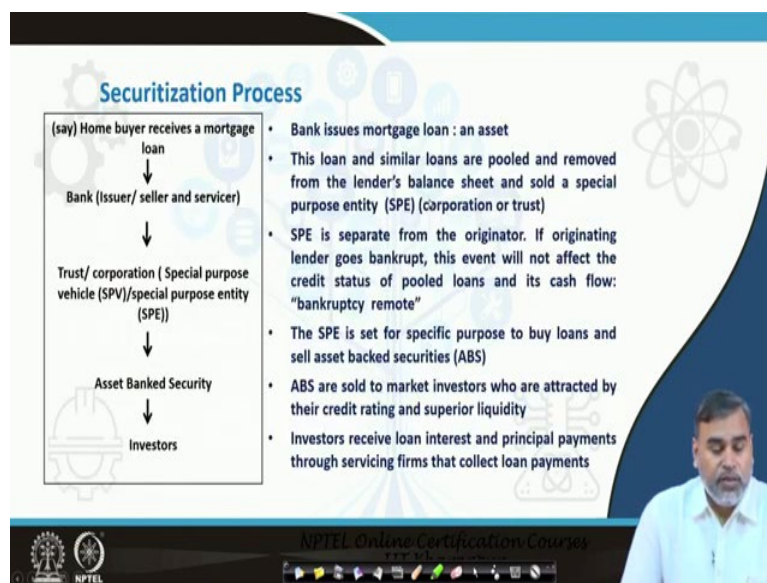 Securitization Process
(say) Home buyer receives a mortgage
loan
Bank (Issuer/ seller and servicer)
Trust/ corporation ( Special purpose
vehicle (SPV)/special purpose entity
(SPE))
Asset Banked Security
Investors
• Bank issues mortgage loan : an asset
• This loan and similar loans are pooled and removed
from the lender's balance sheet and sold a special
purpose entity (SPE) (corporation or trust)
• SPE is separate from the originator. If originating
lender goes bankrupt, this event will not affect the
credit status of pooled loans and its cash flow:
"bankruptcy remote"
• The SPE is set for specific purpose to buy loans and
sell asset backed securities (ABS)
• ABS are sold to market investors who are attracted by
their credit rating and superior liquidity
• Investors receive loan interest and principal payments
through servicing firms that collect loan payments
NPTEL Online Certification Courses
NPTEL